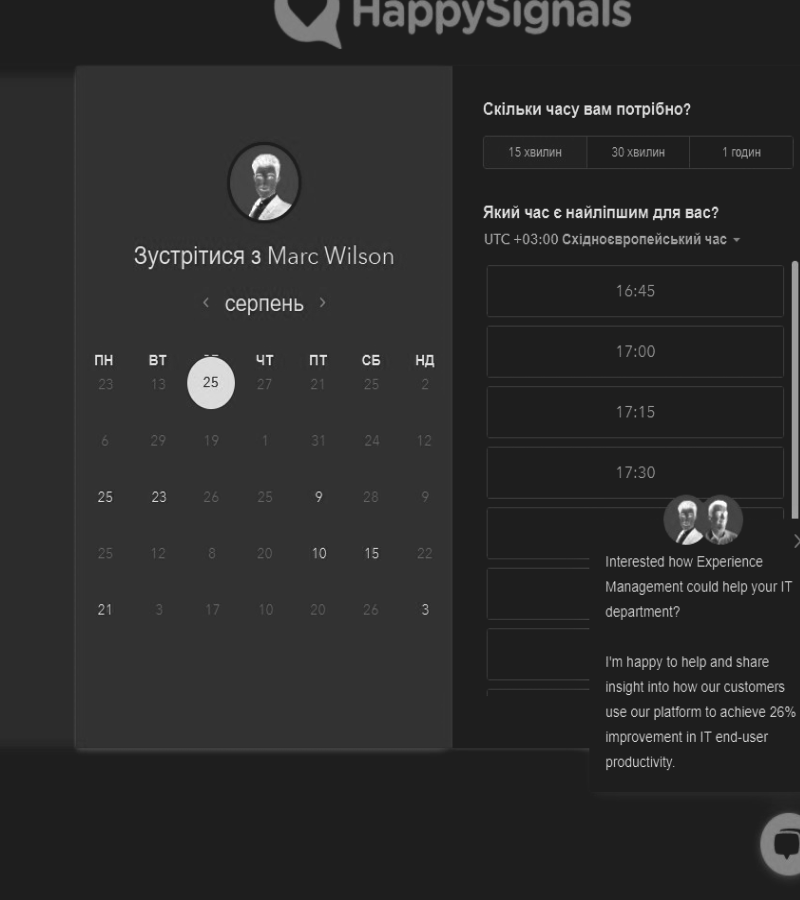 HappySignals
Зустрітися з Marc Wilson
серпень
ПН ВТ ЧТ ПТ СБ НД
23 13 25 27 21 25 2
6 29 19 1 31 24 12
25 23 26 25 9 28 9
25 12 8 20 10 15 22
21 3 17 10 20 26 3
Скільки часу вам потрібно?
15 хвилин 30 хвилин 1 годин
Який час є найліпшим для вас?
UTC +03:00 Східноєвропейський час
16:45
17:00
17:15
17:30
Interested how Experience
Management could help your IT
department?
I'm happy to help and share
insight into how our customers
use our platform to achieve 26%
improvement in IT end-user
productivity.